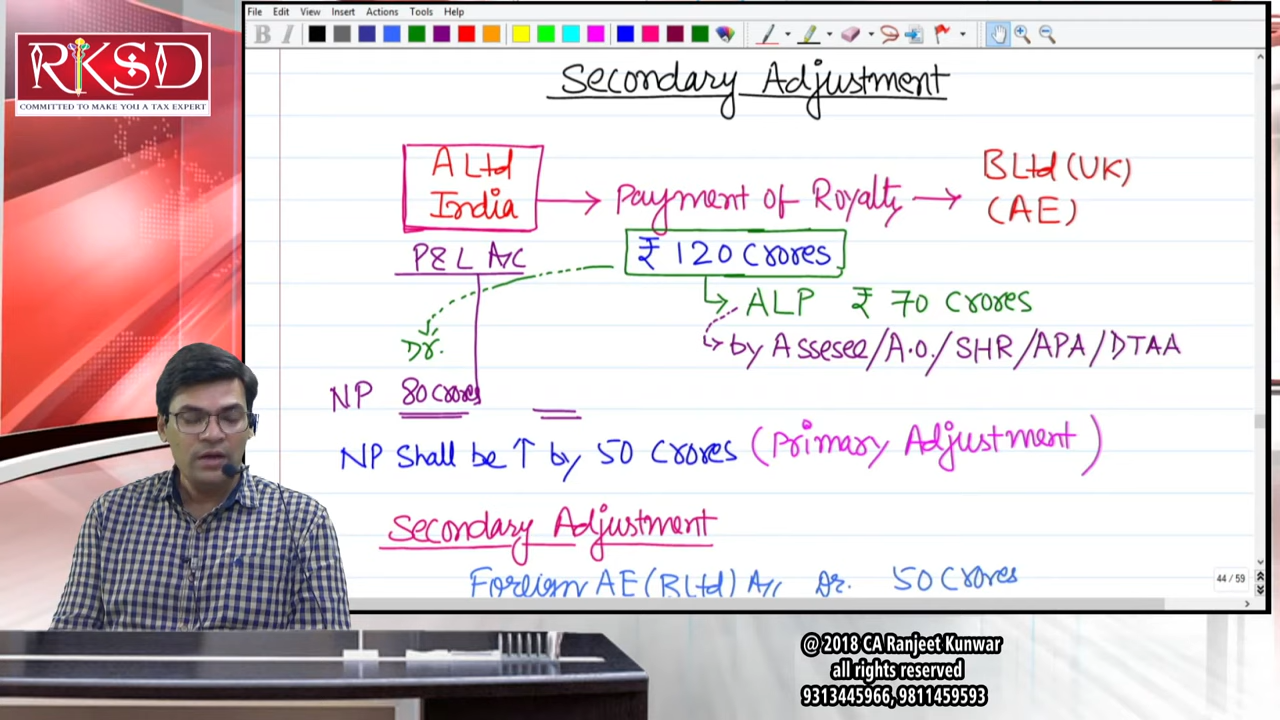 File Edit View Insert Actions Tools Help
B I
RKSD
COMMITTED TO MAKE YOU A TAX EXPERT
Secondary Adjustment
A Ltd
India
Payment of Royalty
B Ltd (UK)
(AE)
P&L A/C
₹ 120 Crores
ALP ₹ 70 Crores
Dr.
by Assesee/A.O./SHR/APA/DTAA
NP 80 Crores
NP Shall be ↑ by 50 Crores (Primary Adjustment)
Secondary Adjustment
Foreign AE (B Ltd) A/c Dr. 50 Crores
44 / 59
@ 2018 CA Ranjeet Kunwar
all rights reserved
9313445966, 9811459593